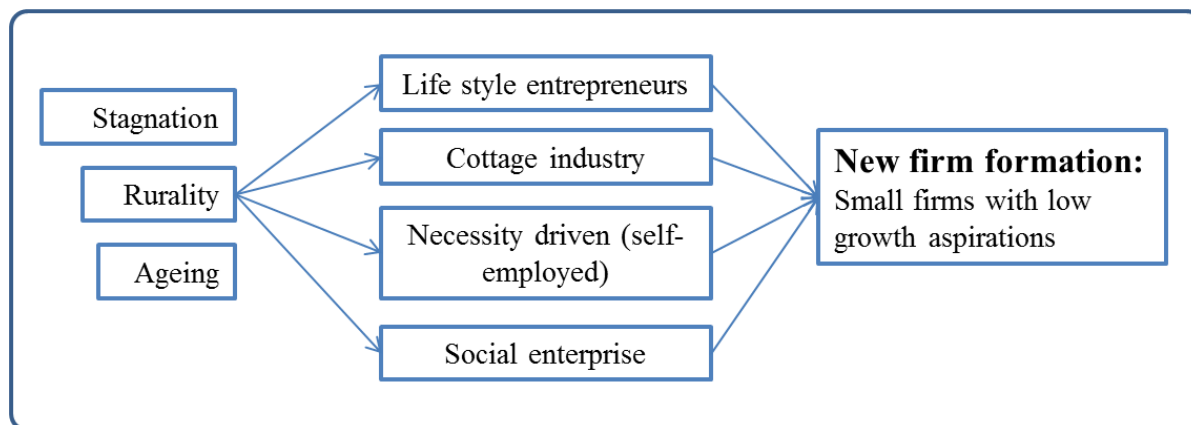 Stagnation
Rurality
Ageing
Life style entrepreneurs
Cottage industry
Necessity driven (self-
employed)
Social enterprise
New firm formation:
Small firms with low
growth aspirations